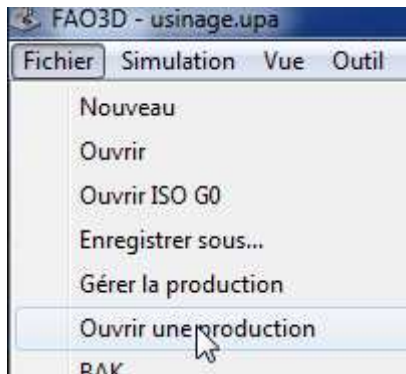 FAO3D - usinage.upa
Fichier Simulation Vue Outil
Nouveau
Ouvrir
Ouvrir ISO G0
Enregistrer sous...
Gérer la production
Ouvrir une production
BAK